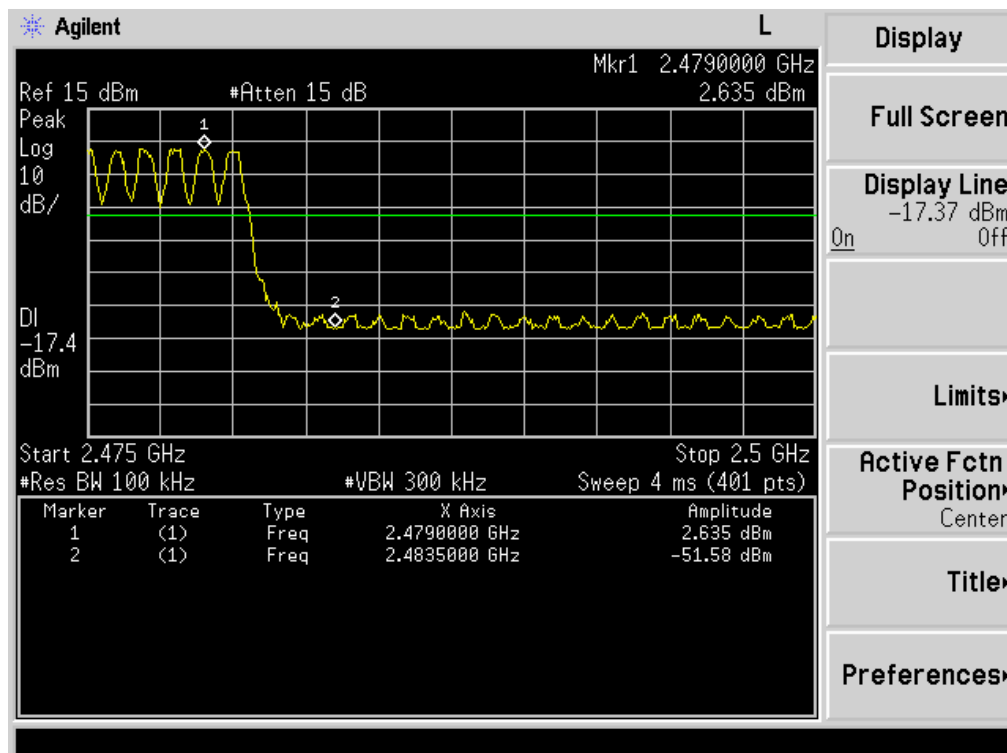 Agilent
L
Mkr1 2.4790000 GHz
Ref 15 dBm #Atten 15 dB 2.635 dBm
Peak
Log
10
dB/
1
2
DI
-17.4
dBm
Start 2.475 GHz Stop 2.5 GHz
#Res BW 100 kHz #VBW 300 kHz Sweep 4 ms (401 pts)
Marker Trace Type X Axis Amplitude
1 (1) Freq 2.4790000 GHz 2.635 dBm
2 (1) Freq 2.4835000 GHz -51.58 dBm
Display
Full Screen
Display Line
-17.37 dBm
On Off
Limits
Active Fctn
Position
Center
Title
Preferences